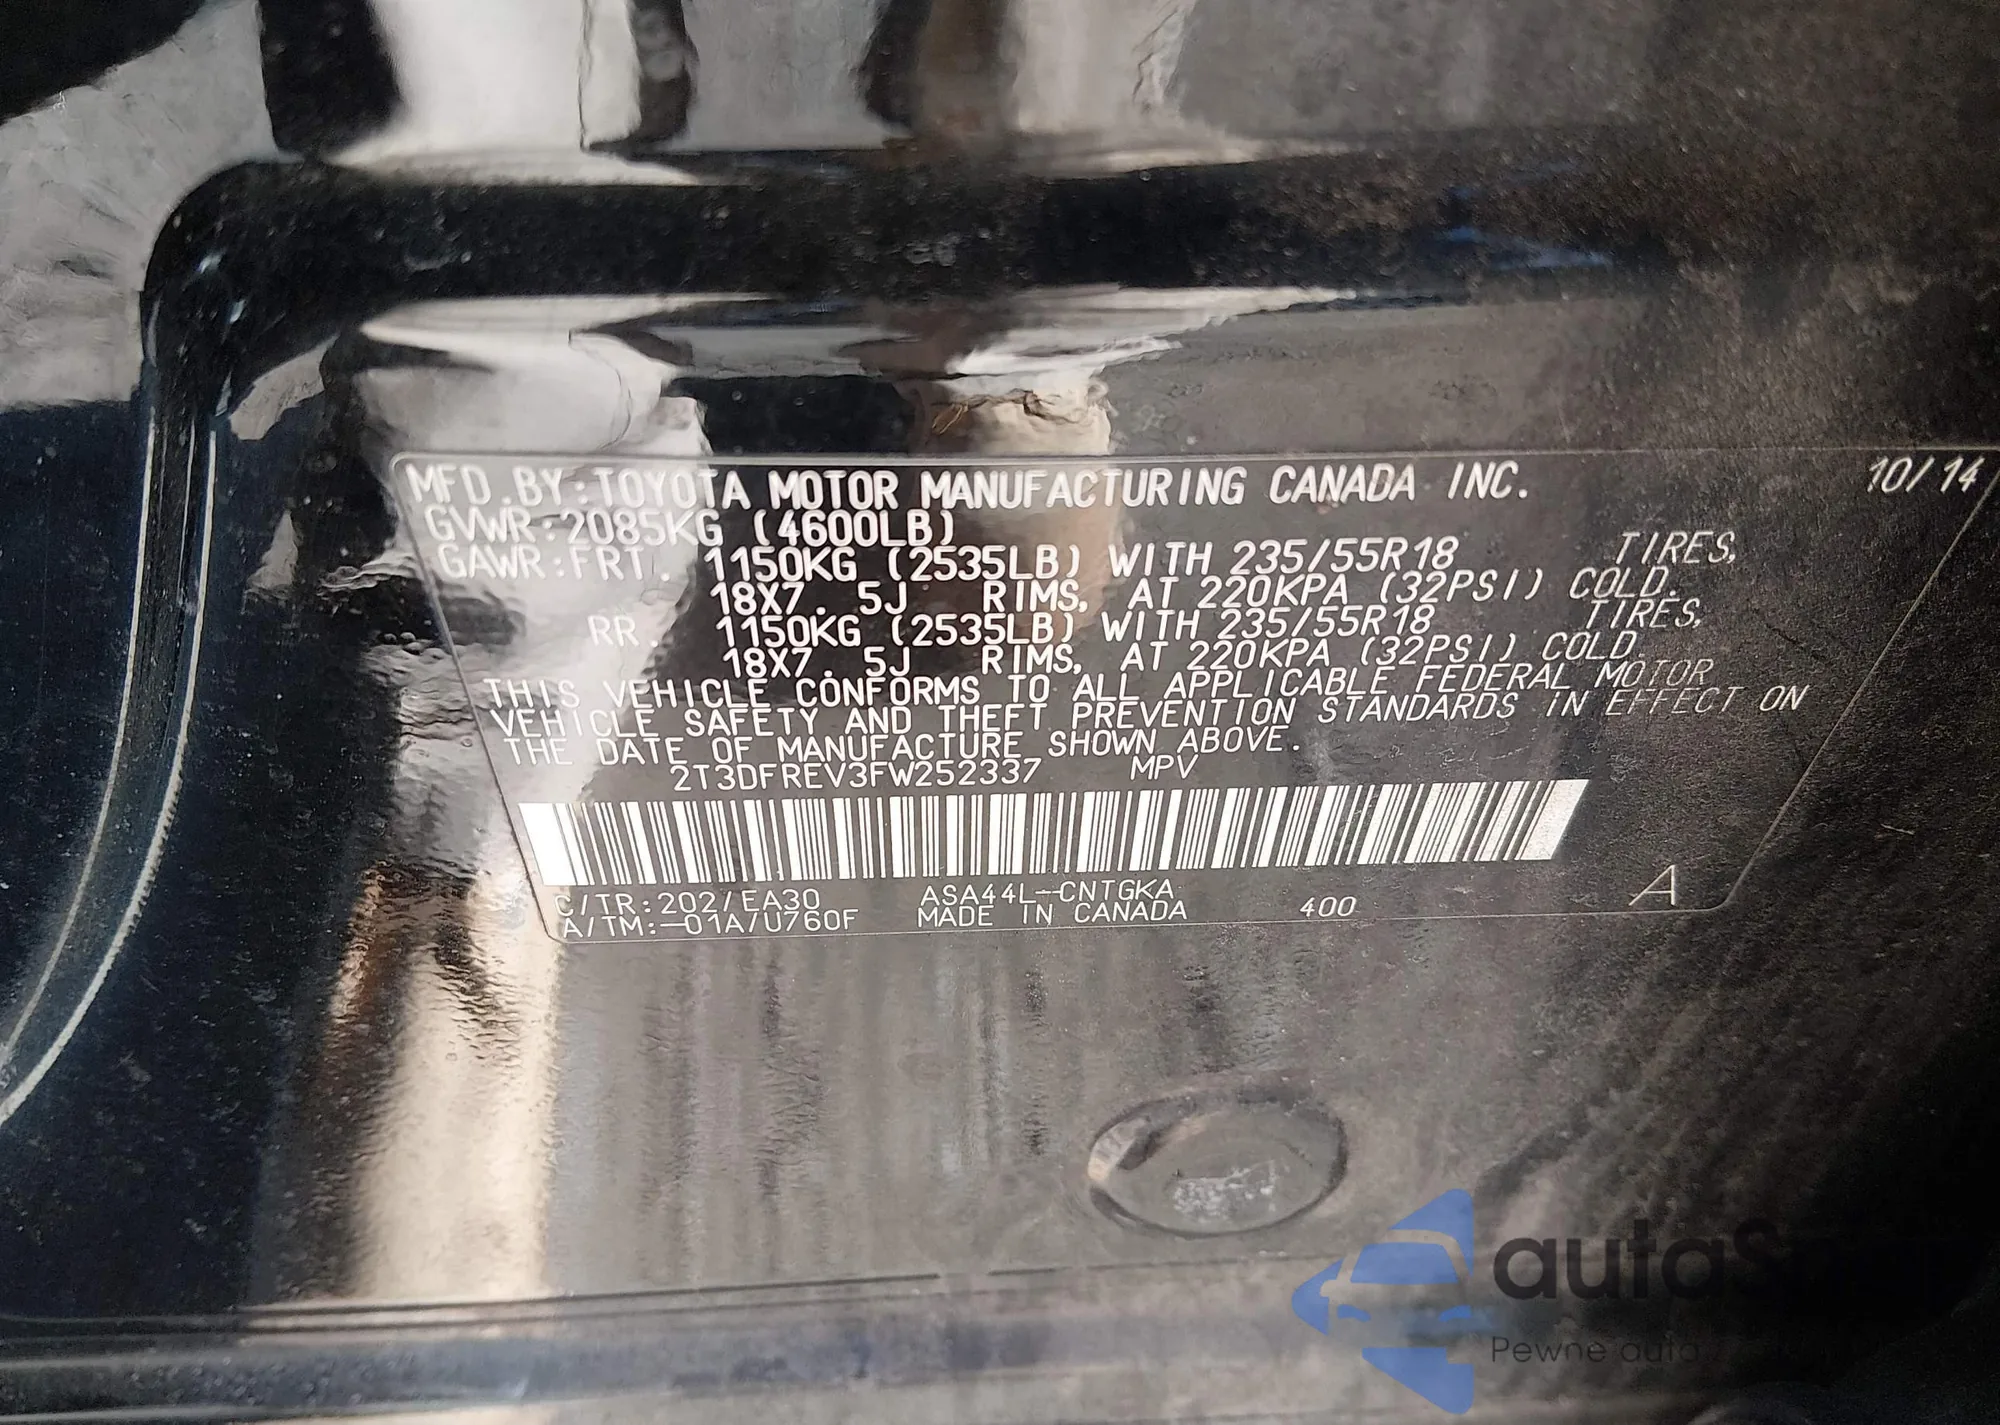 MFD.BY:TOYOTA MOTOR MANUFACTURING CANADA INC. 10/14
GVWR:2085KG (4600LB)
GAWR:FRT. 1150KG (2535LB) WITH 235/55R18 TIRES,
18X7.5J RIMS, AT 220KPA (32PSI) COLD.
RR. 1150KG (2535LB) WITH 235/55R18 TIRES,
18X7.5J RIMS, AT 220KPA (32PSI) COLD.
THIS VEHICLE CONFORMS TO ALL APPLICABLE FEDERAL MOTOR
VEHICLE SAFETY AND THEFT PREVENTION STANDARDS IN EFFECT ON
THE DATE OF MANUFACTURE SHOWN ABOVE.
2T3DFREV3FW252337 MPV
C/TR:202/EA30 ASA44L-CNTGKA
A/TM:-01A/U760F MADE IN CANADA 400 A
Pewne auta